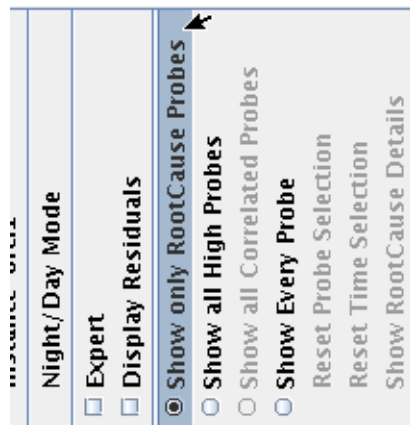 Night/Day Mode
Expert
Display Residuals
Show only RootCause Probes
Show all High Probes
Show all Correlated Probes
Show Every Probe
Reset Probe Selection
Reset Time Selection
Show RootCause Details